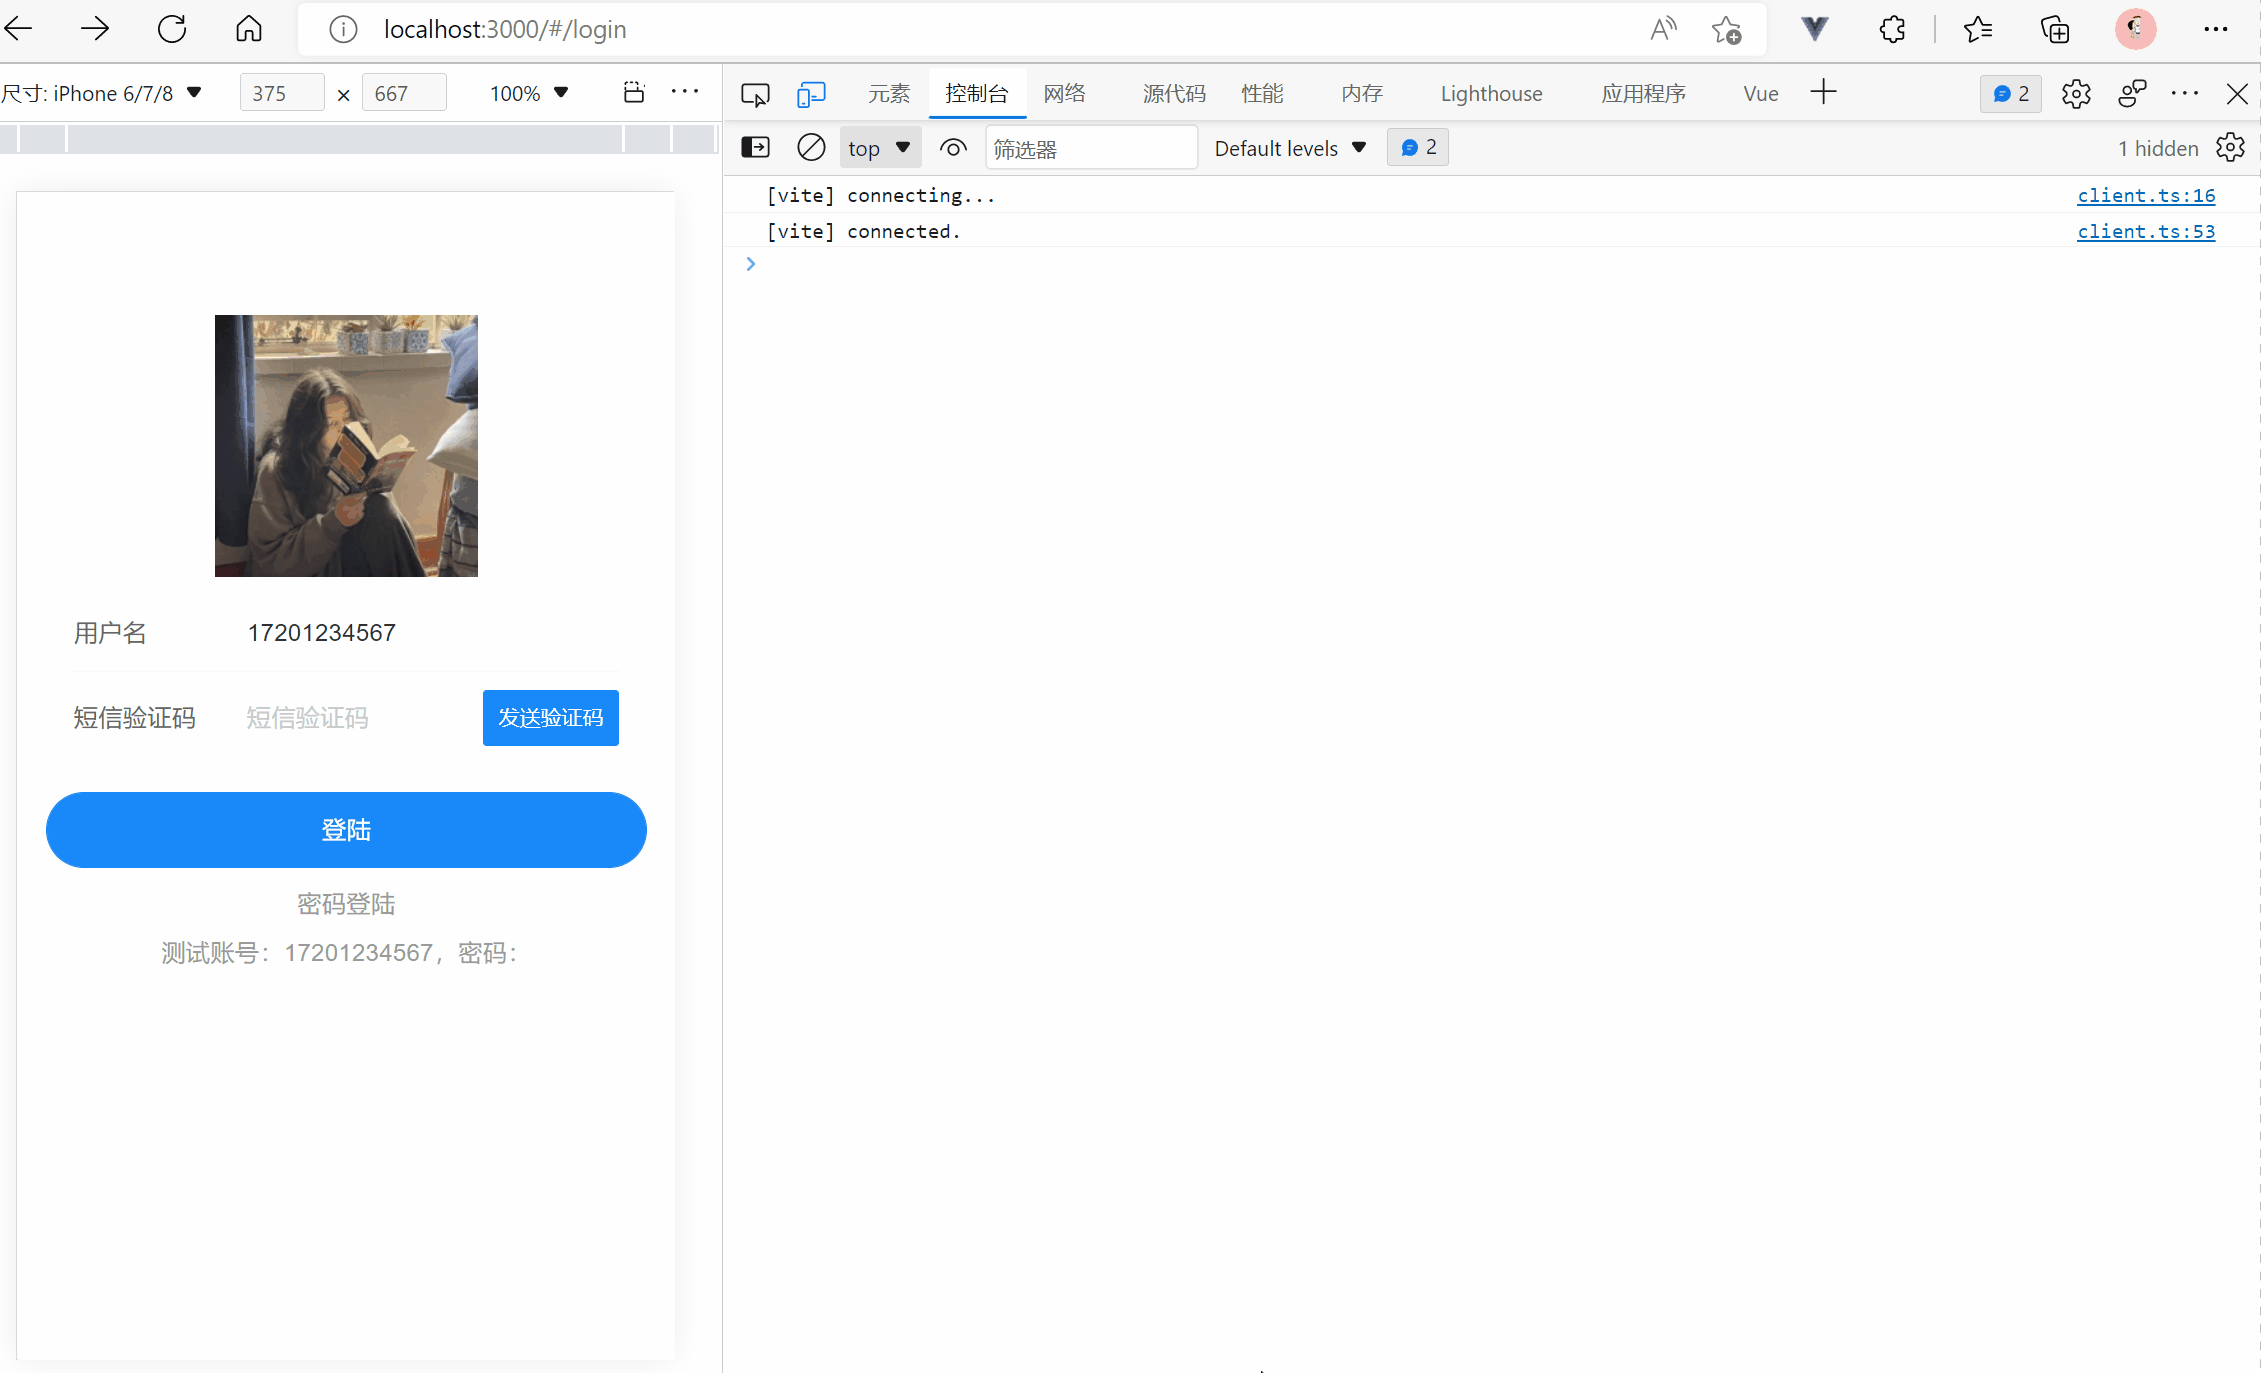 localhost:3000/#/login
尺寸: iPhone 6/7/8 375 × 667 100%
元素 控制台 网络 源代码 性能 内存 Lighthouse 应用程序 Vue 2
top 筛选器 Default levels 2 1 hidden
[vite] connecting... client.ts:16
[vite] connected. client.ts:53
用户名 17201234567
短信验证码 短信验证码 发送验证码
登陆
密码登陆
测试账号：17201234567，密码：